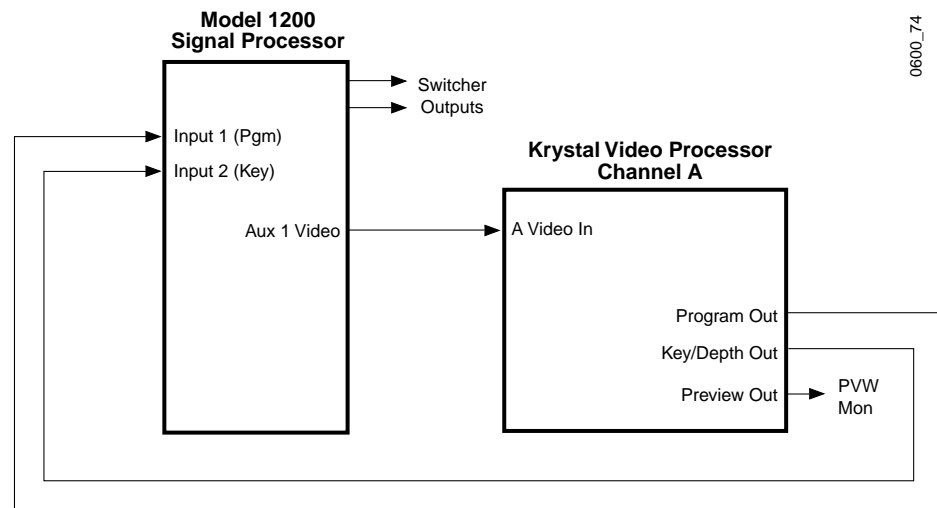 Model 1200
Signal Processor
0600_74
Switcher
Outputs
Input 1 (Pgm)
Input 2 (Key)
Aux 1 Video
Krystal Video Processor
Channel A
A Video In
Program Out
Key/Depth Out
Preview Out
PVW
Mon